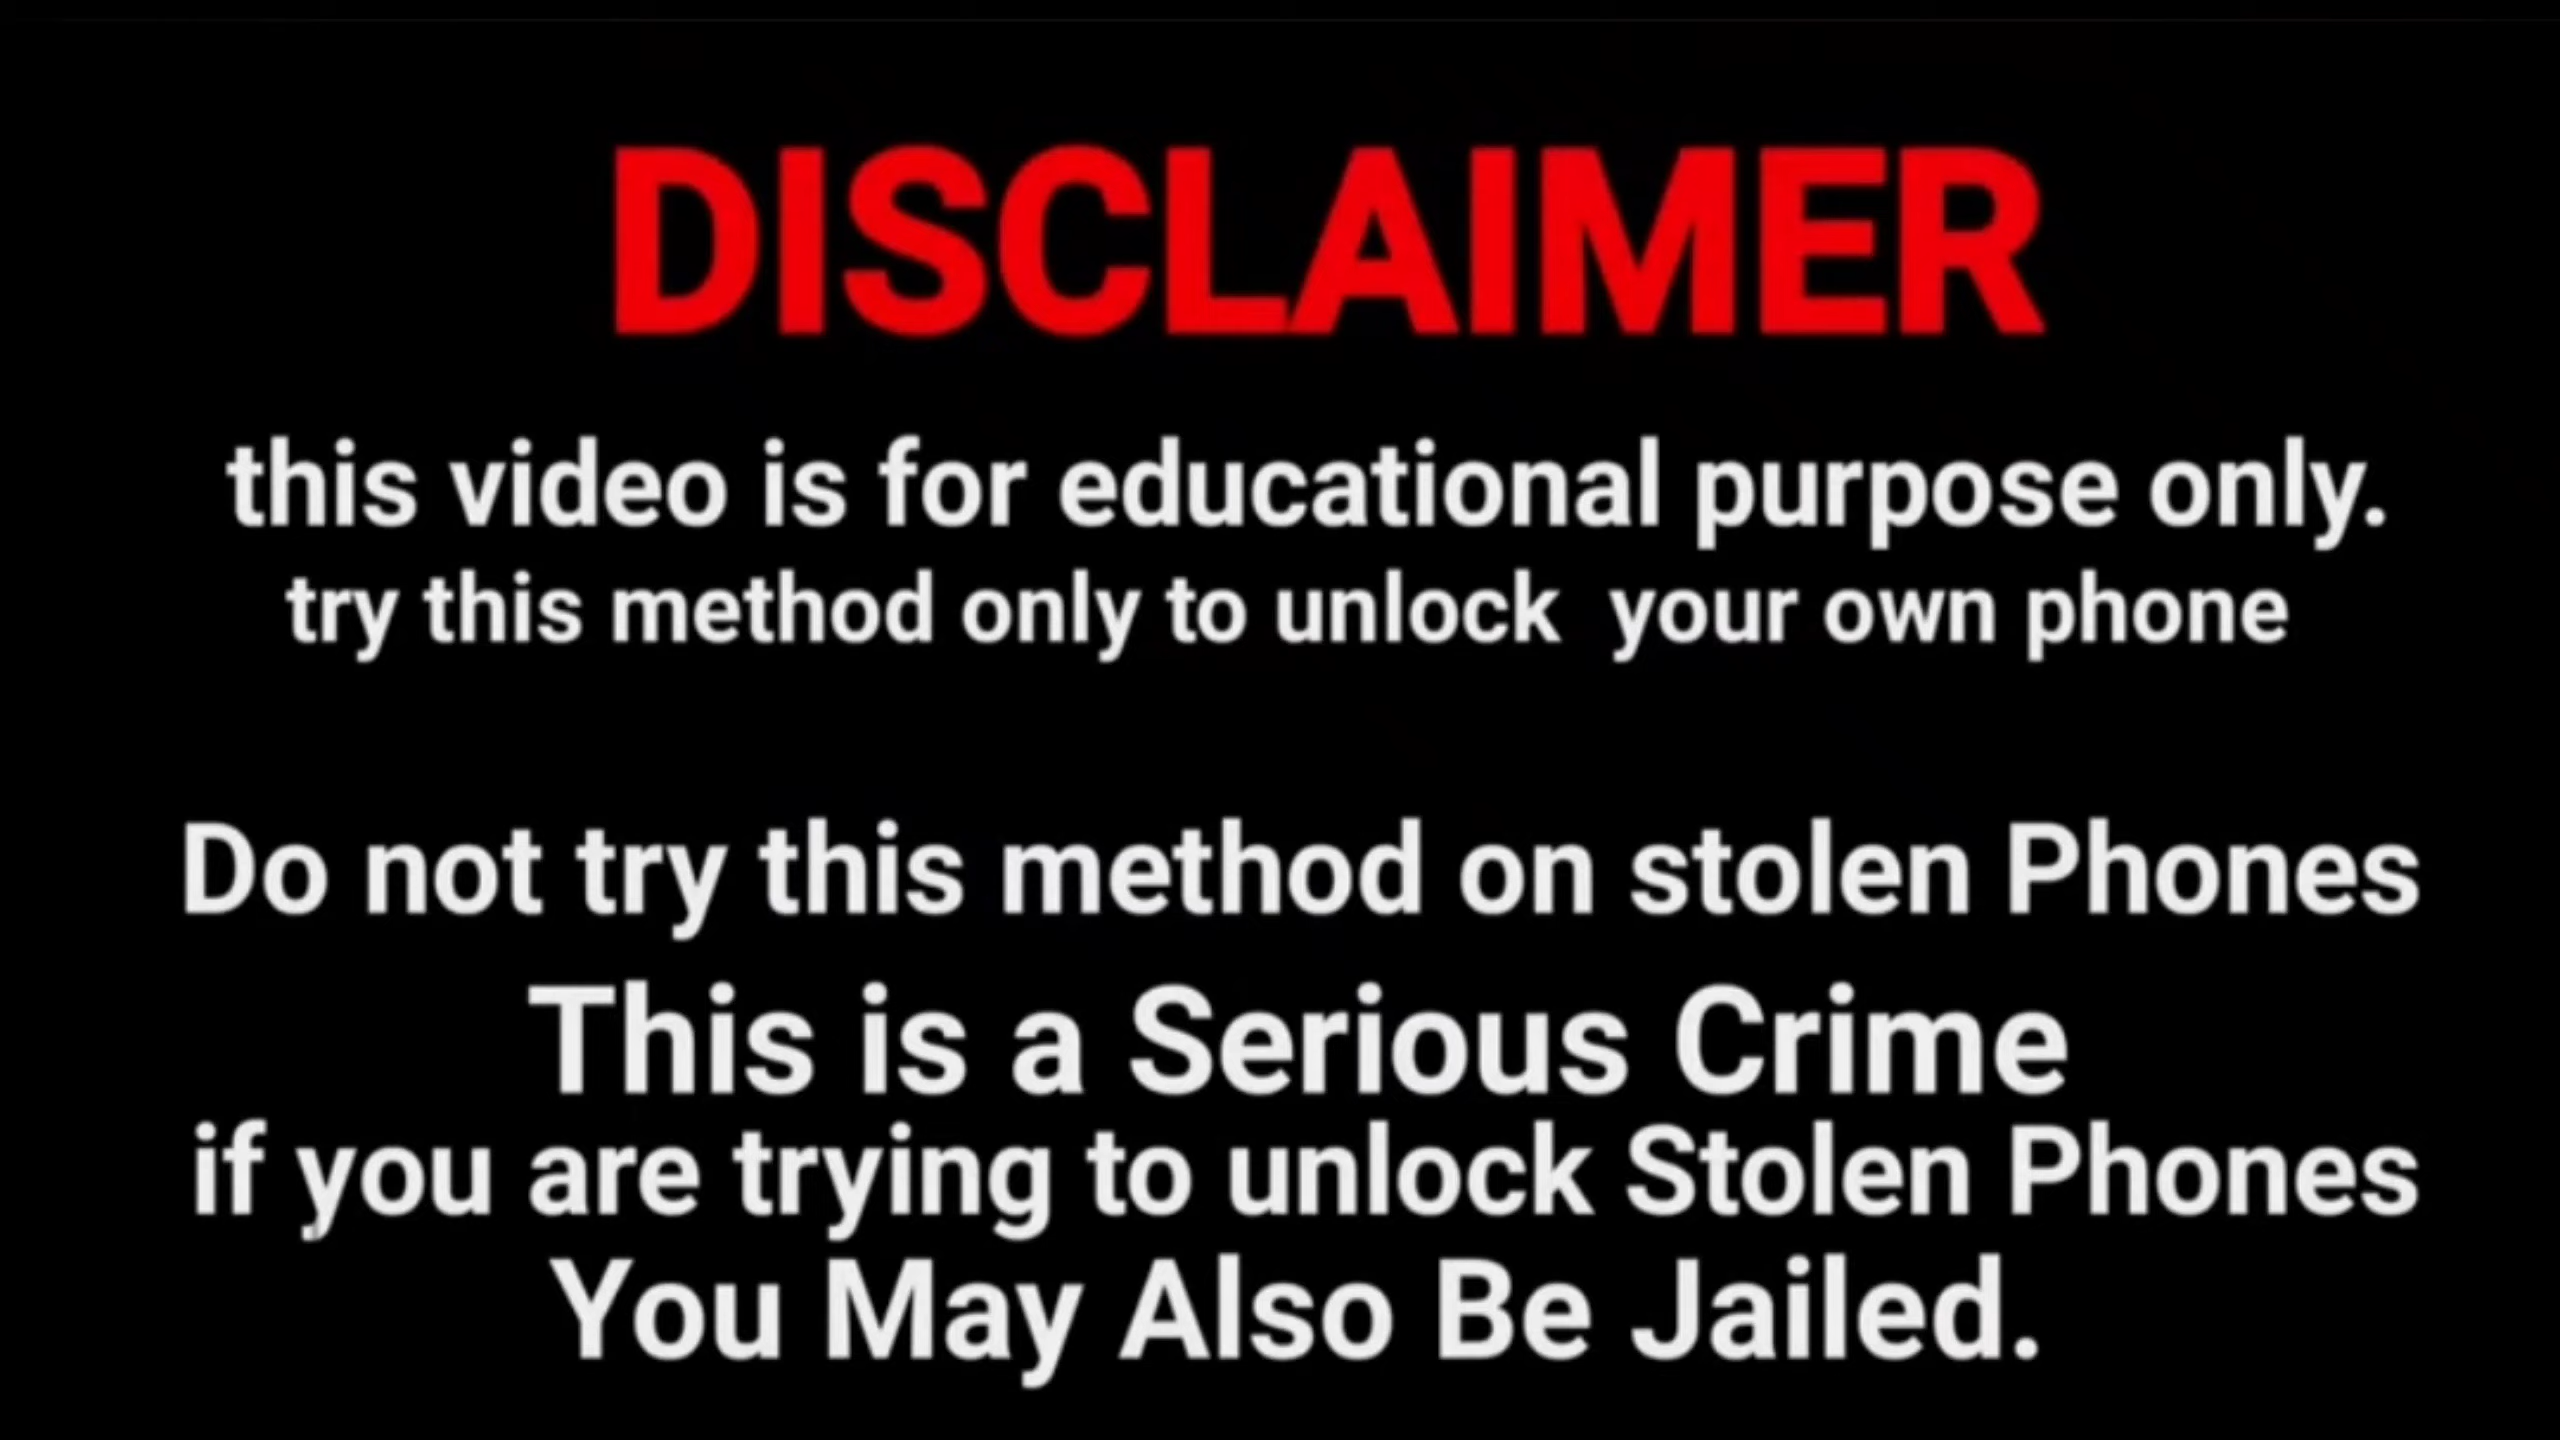 DISCLAIMER
this video is for educational purpose only.
try this method only to unlock  your own phone
Do not try this method on stolen Phones
This is a Serious Crime
if you are trying to unlock Stolen Phones
You May Also Be Jailed.